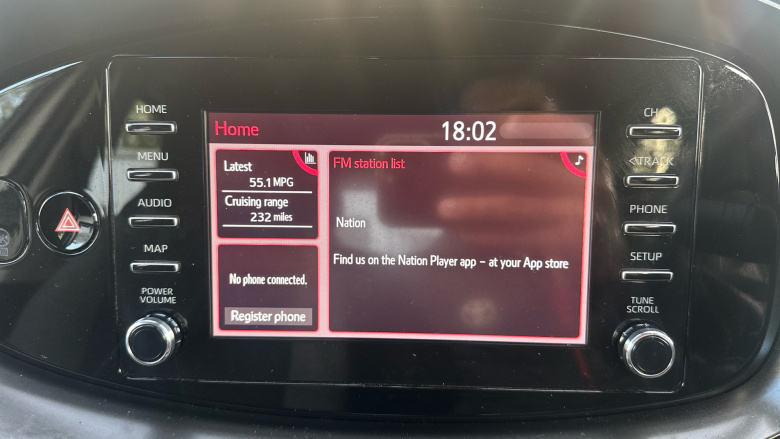 HOME
MENU
AUDIO
MAP
POWER
VOLUME
Home
18:02
Latest
55.1 MPG
Cruising range
232 miles
No phone connected.
Register phone
FM station list
Nation
Find us on the Nation Player app – at your App store
CH
<TRACK
PHONE
SETUP
TUNE
SCROLL